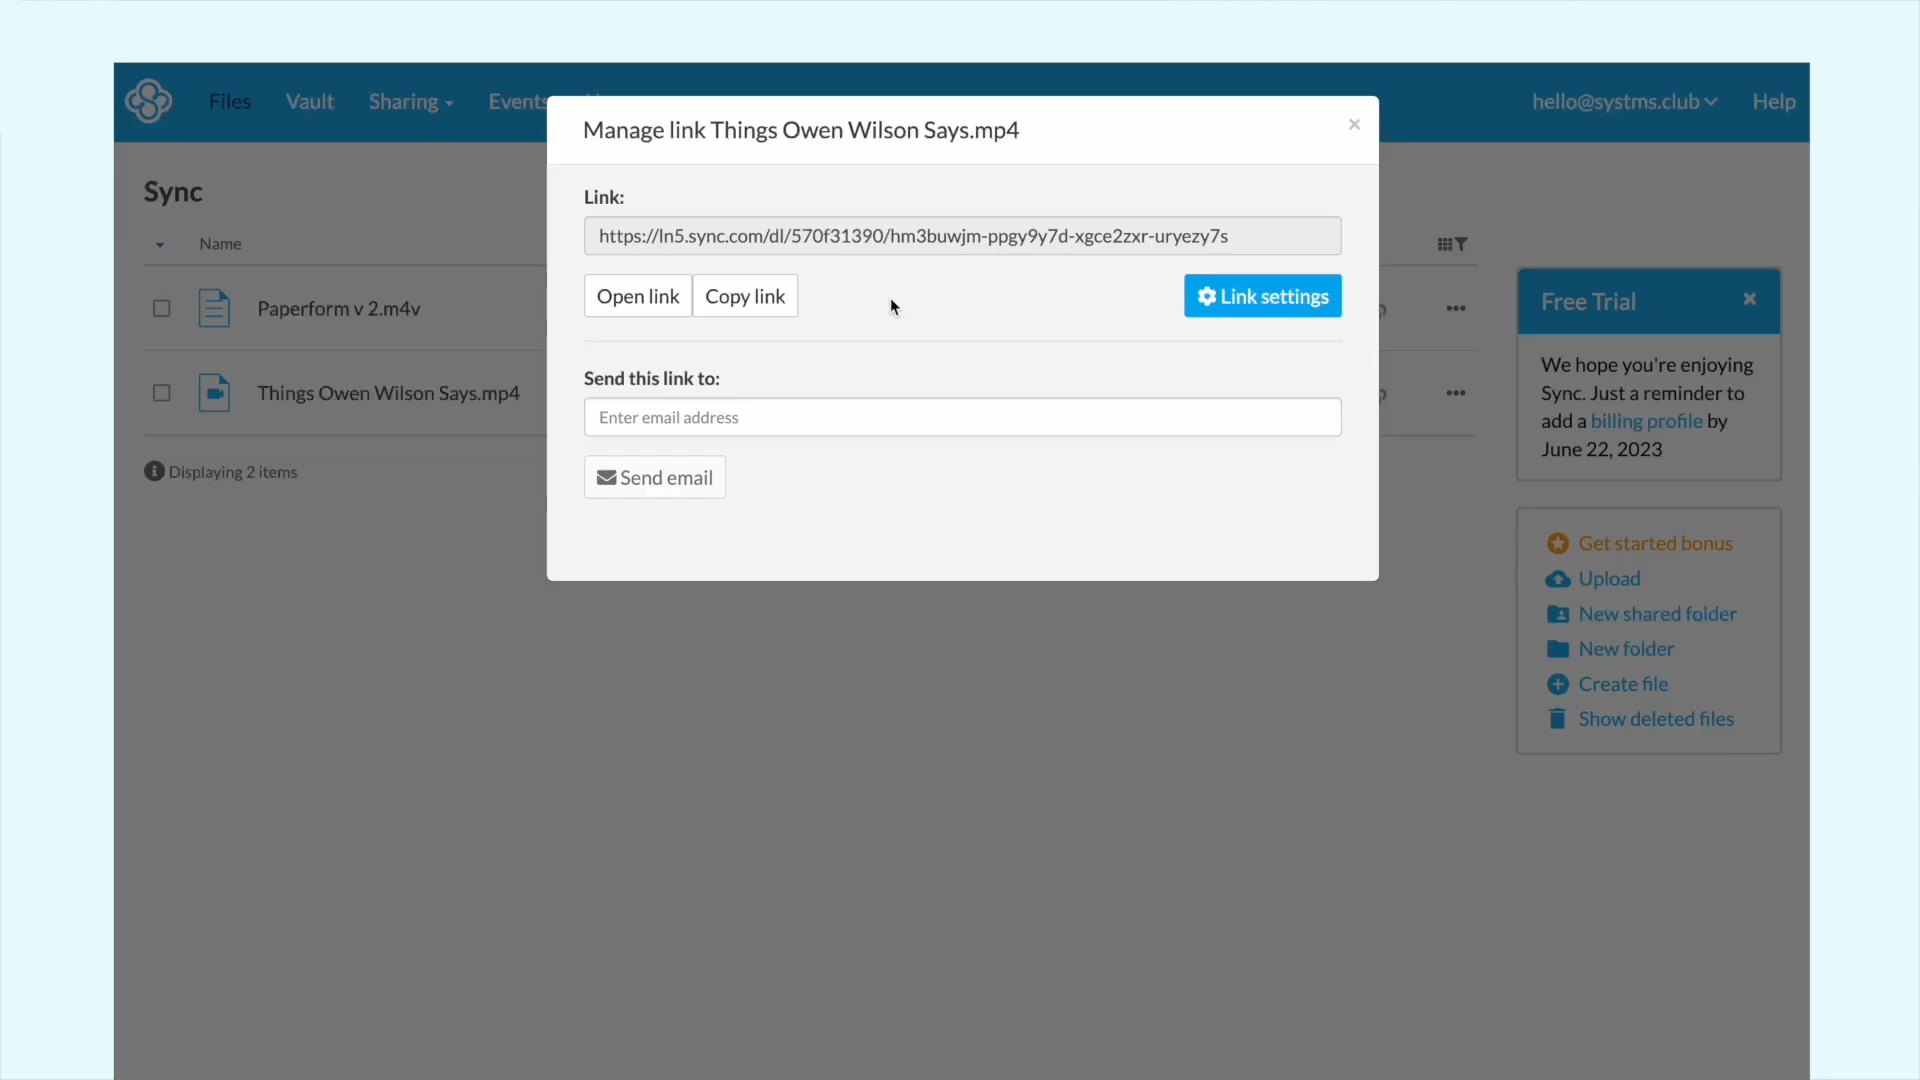 Files Vault Sharing Events hello@systms.club Help
Manage link Things Owen Wilson Says.mp4
×
Link:
https://ln5.sync.com/dl/570f31390/hm3buwjm-ppgy9y7d-xgce2zxr-uryezy7s
Open link Copy link Link settings
Send this link to:
Enter email address
Send email
Sync
Name
Paperform v 2.m4v
Things Owen Wilson Says.mp4
Displaying 2 items
Free Trial
We hope you're enjoying
Sync. Just a reminder to
add a billing profile by
June 22, 2023
Get started bonus
Upload
New shared folder
New folder
Create file
Show deleted files